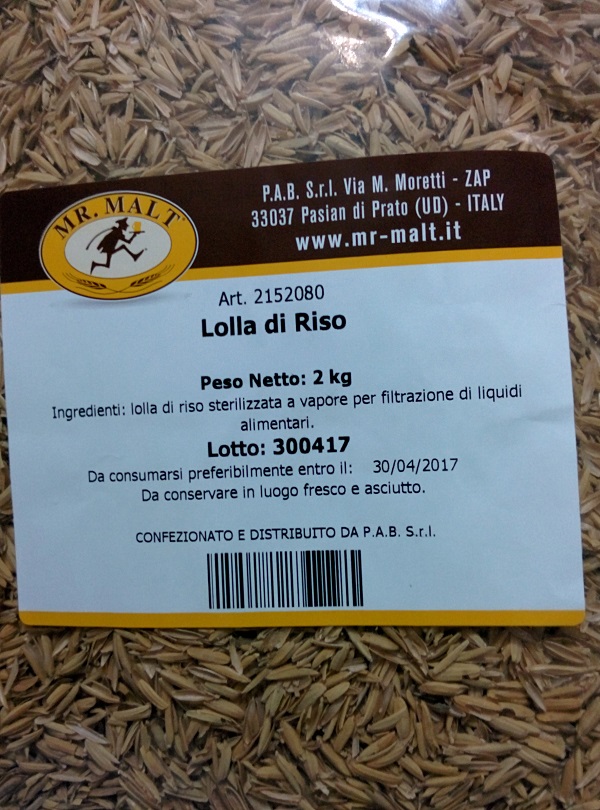 MR. MALT
P.A.B. S.r.l. Via M. Moretti - ZAP
33037 Pasian di Prato (UD) - ITALY
www.mr-malt.it
Art. 2152080
Lolla di Riso
Peso Netto: 2 kg
Ingredienti: lolla di riso sterilizzata a vapore per filtrazione di liquidi
alimentari.
Lotto: 300417
Da consumarsi preferibilmente entro il: 30/04/2017
Da conservare in luogo fresco e asciutto.
CONFEZIONATO E DISTRIBUITO DA P.A.B. S.r.l.